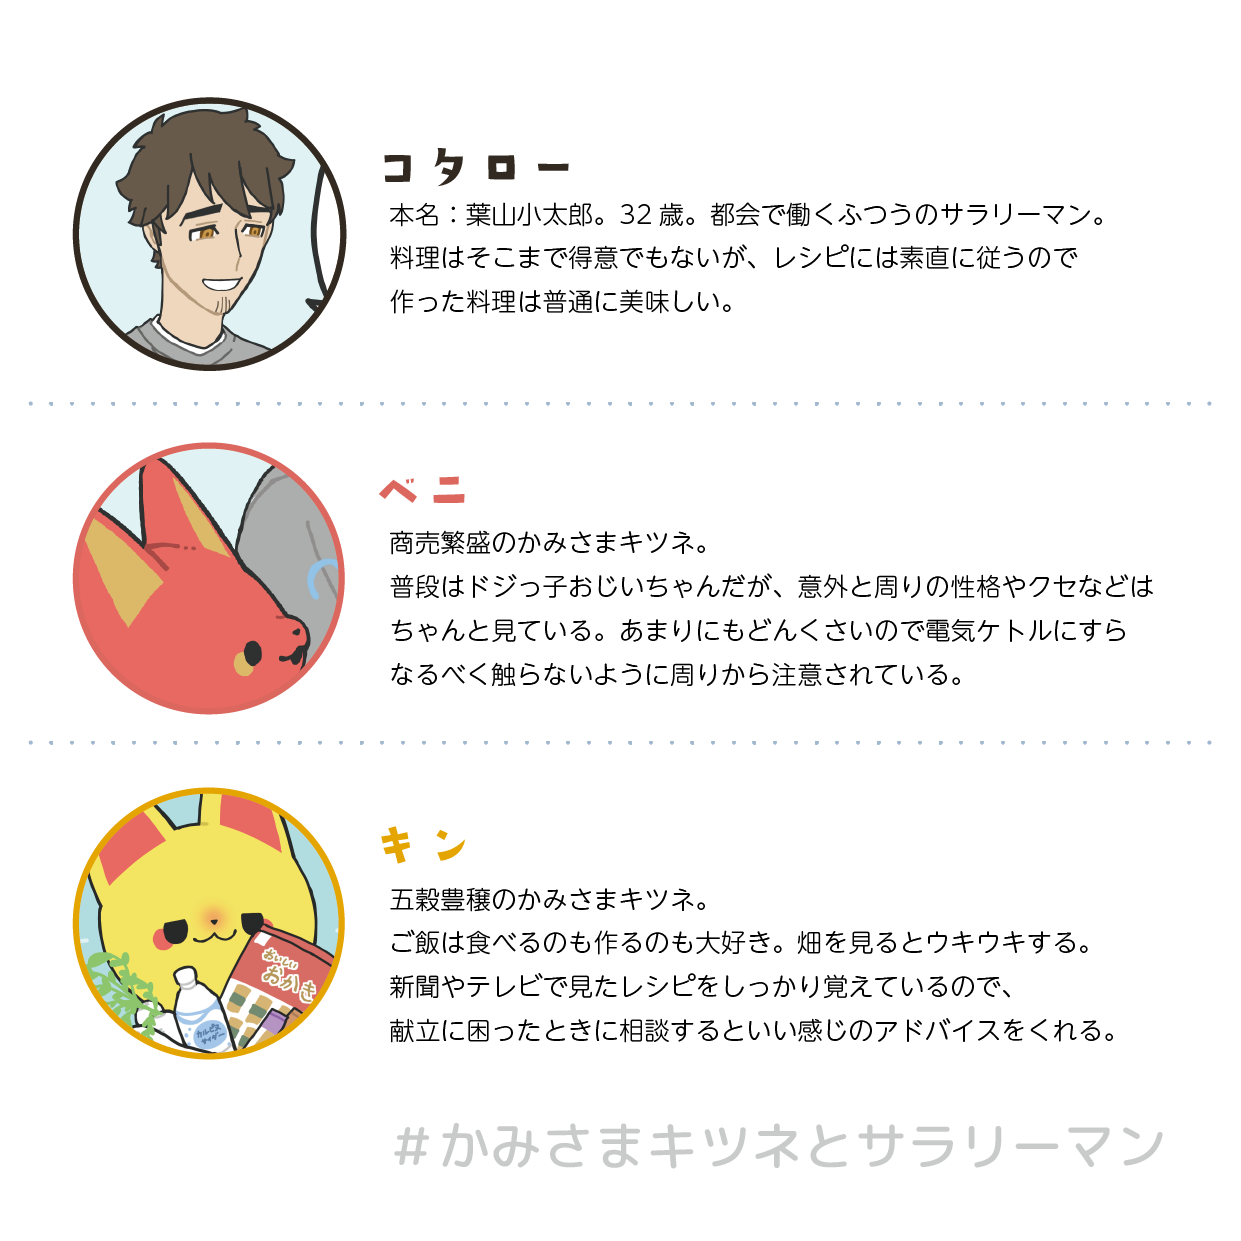 コタロー
本名：葉山小太郎。32歳。都会で働くふつうのサラリーマン。
料理はそこまで得意でもないが、レシピには素直に従うので
作った料理は普通に美味しい。
ベニ
商売繁盛のかみさまキツネ。
普段はドジっ子おじいちゃんだが、意外と周りの性格やクセなどは
ちゃんと見ている。あまりにもどんくさいので電気ケトルにすら
なるべく触らないように周りから注意されている。
キン
五穀豊穣のかみさまキツネ。
ご飯は食べるのも作るのも大好き。畑を見るとウキウキする。
新聞やテレビで見たレシピをしっかり覚えているので、
献立に困ったときに相談するといい感じのアドバイスをくれる。
おいしい
おかき
カルピス
サイダー
#かみさまキツネとサラリーマン